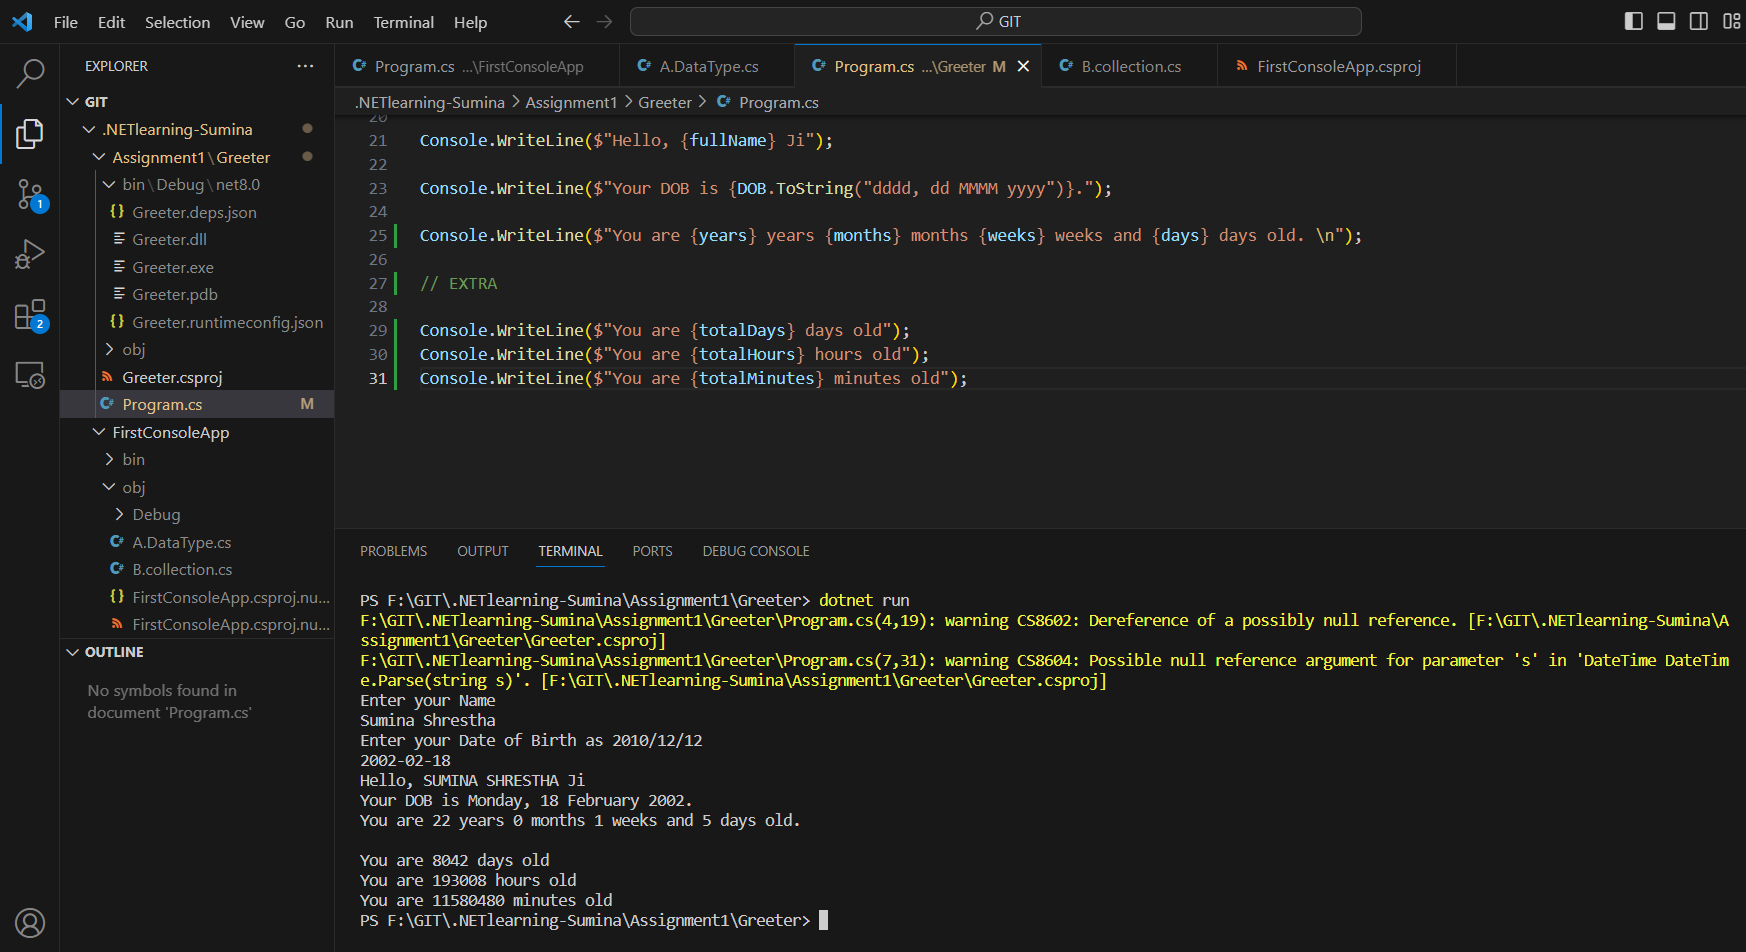 File Edit Selection View Go Run Terminal Help
GIT
EXPLORER
GIT
.NETlearning-Sumina
Assignment1\Greeter
bin\Debug\net8.0
{} Greeter.deps.json
Greeter.dll
Greeter.exe
Greeter.pdb
{} Greeter.runtimeconfig.json
obj
Greeter.csproj
C# Program.cs M
FirstConsoleApp
bin
obj
Debug
C# A.DataType.cs
C# B.collection.cs
{} FirstConsoleApp.csproj.nu...
FirstConsoleApp.csproj.nu...
OUTLINE
No symbols found in
document 'Program.cs'
1
2
C# Program.cs ...\FirstConsoleApp
C# A.DataType.cs
C# Program.cs ...\Greeter M
C# B.collection.cs
FirstConsoleApp.csproj
.NETlearning-Sumina > Assignment1 > Greeter > C# Program.cs
20
21 Console.WriteLine($"Hello, {fullName} Ji");
22
23 Console.WriteLine($"Your DOB is {DOB.ToString("dddd, dd MMMM yyyy")}.");
24
25 Console.WriteLine($"You are {years} years {months} months {weeks} weeks and {days} days old. \n");
26
27 // EXTRA
28
29 Console.WriteLine($"You are {totalDays} days old");
30 Console.WriteLine($"You are {totalHours} hours old");
31 Console.WriteLine($"You are {totalMinutes} minutes old");
PROBLEMS OUTPUT TERMINAL PORTS DEBUG CONSOLE
PS F:\GIT\.NETlearning-Sumina\Assignment1\Greeter> dotnet run
F:\GIT\.NETlearning-Sumina\Assignment1\Greeter\Program.cs(4,19): warning CS8602: Dereference of a possibly null reference. [F:\GIT\.NETlearning-Sumina\A
ssignment1\Greeter\Greeter.csproj]
F:\GIT\.NETlearning-Sumina\Assignment1\Greeter\Program.cs(7,31): warning CS8604: Possible null reference argument for parameter 's' in 'DateTime DateTim
e.Parse(string s)'. [F:\GIT\.NETlearning-Sumina\Assignment1\Greeter\Greeter.csproj]
Enter your Name
Sumina Shrestha
Enter your Date of Birth as 2010/12/12
2002-02-18
Hello, SUMINA SHRESTHA Ji
Your DOB is Monday, 18 February 2002.
You are 22 years 0 months 1 weeks and 5 days old.
You are 8042 days old
You are 193008 hours old
You are 11580480 minutes old
PS F:\GIT\.NETlearning-Sumina\Assignment1\Greeter>